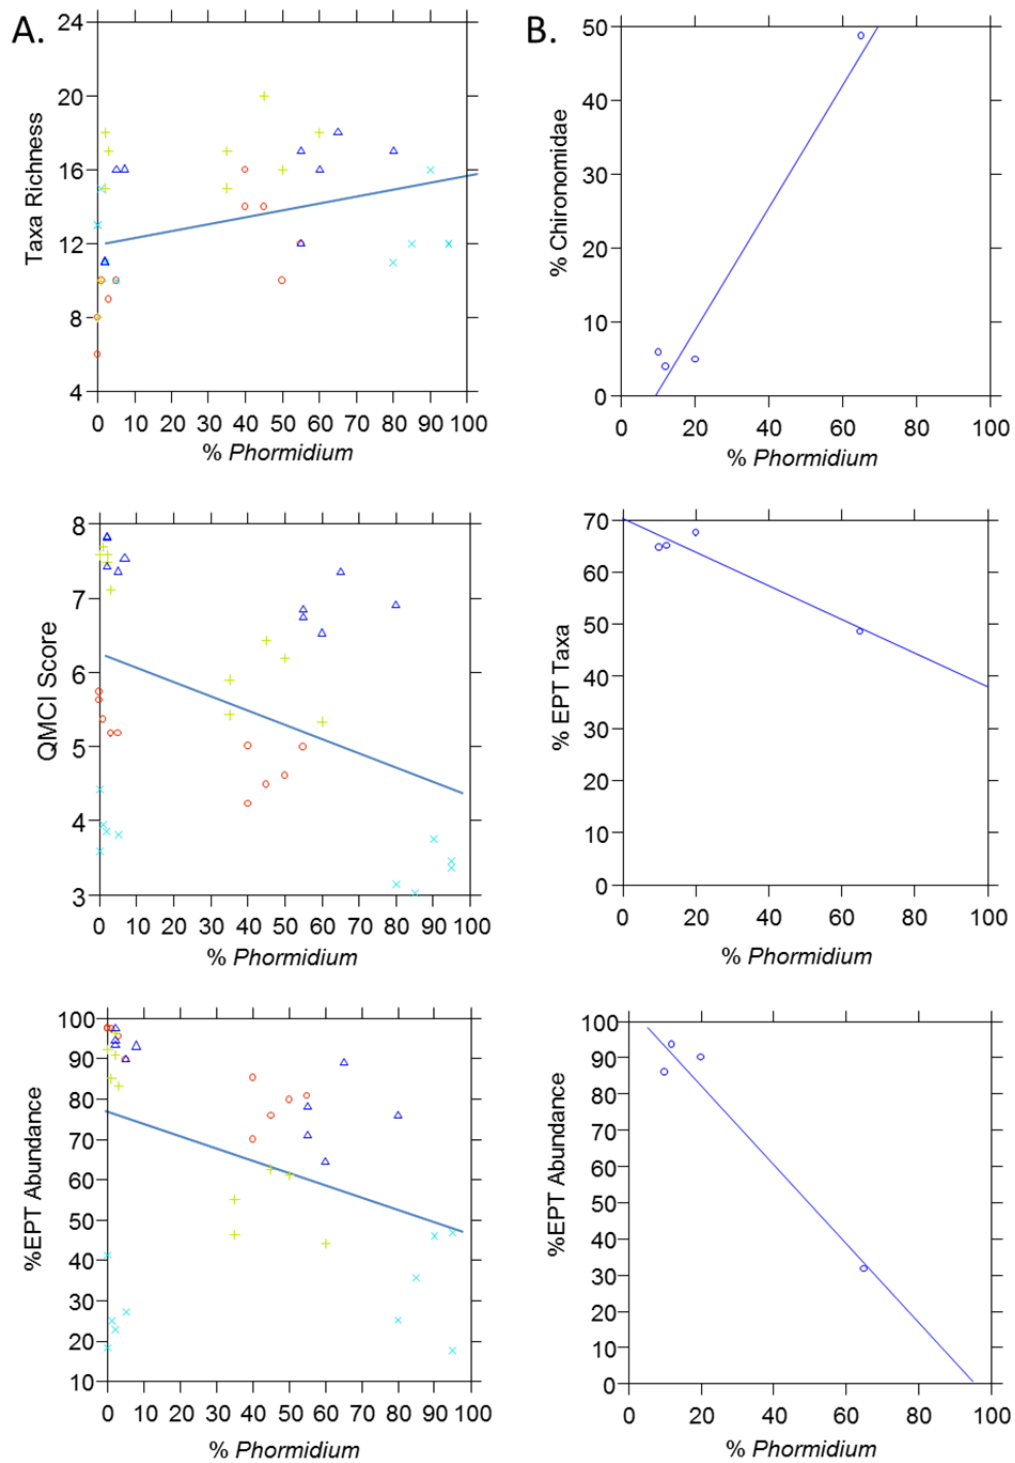 A.
24
20
16
12
8
4
Taxa Richness
0 10 20 30 40 50 60 70 80 90 100
% Phormidium
B.
50
40
30
20
10
0
% Chironomidae
0 20 40 60 80 100
% Phormidium
8
7
6
5
4
3
QMCI Score
0 10 20 30 40 50 60 70 80 90 100
% Phormidium
70
60
50
40
30
20
10
0
% EPT Taxa
0 20 40 60 80 100
% Phormidium
100
90
80
70
60
50
40
30
20
10
%EPT Abundance
0 10 20 30 40 50 60 70 80 90 100
% Phormidium
100
90
80
70
60
50
40
30
20
10
0
%EPT Abundance
0 20 40 60 80 100
% Phormidium